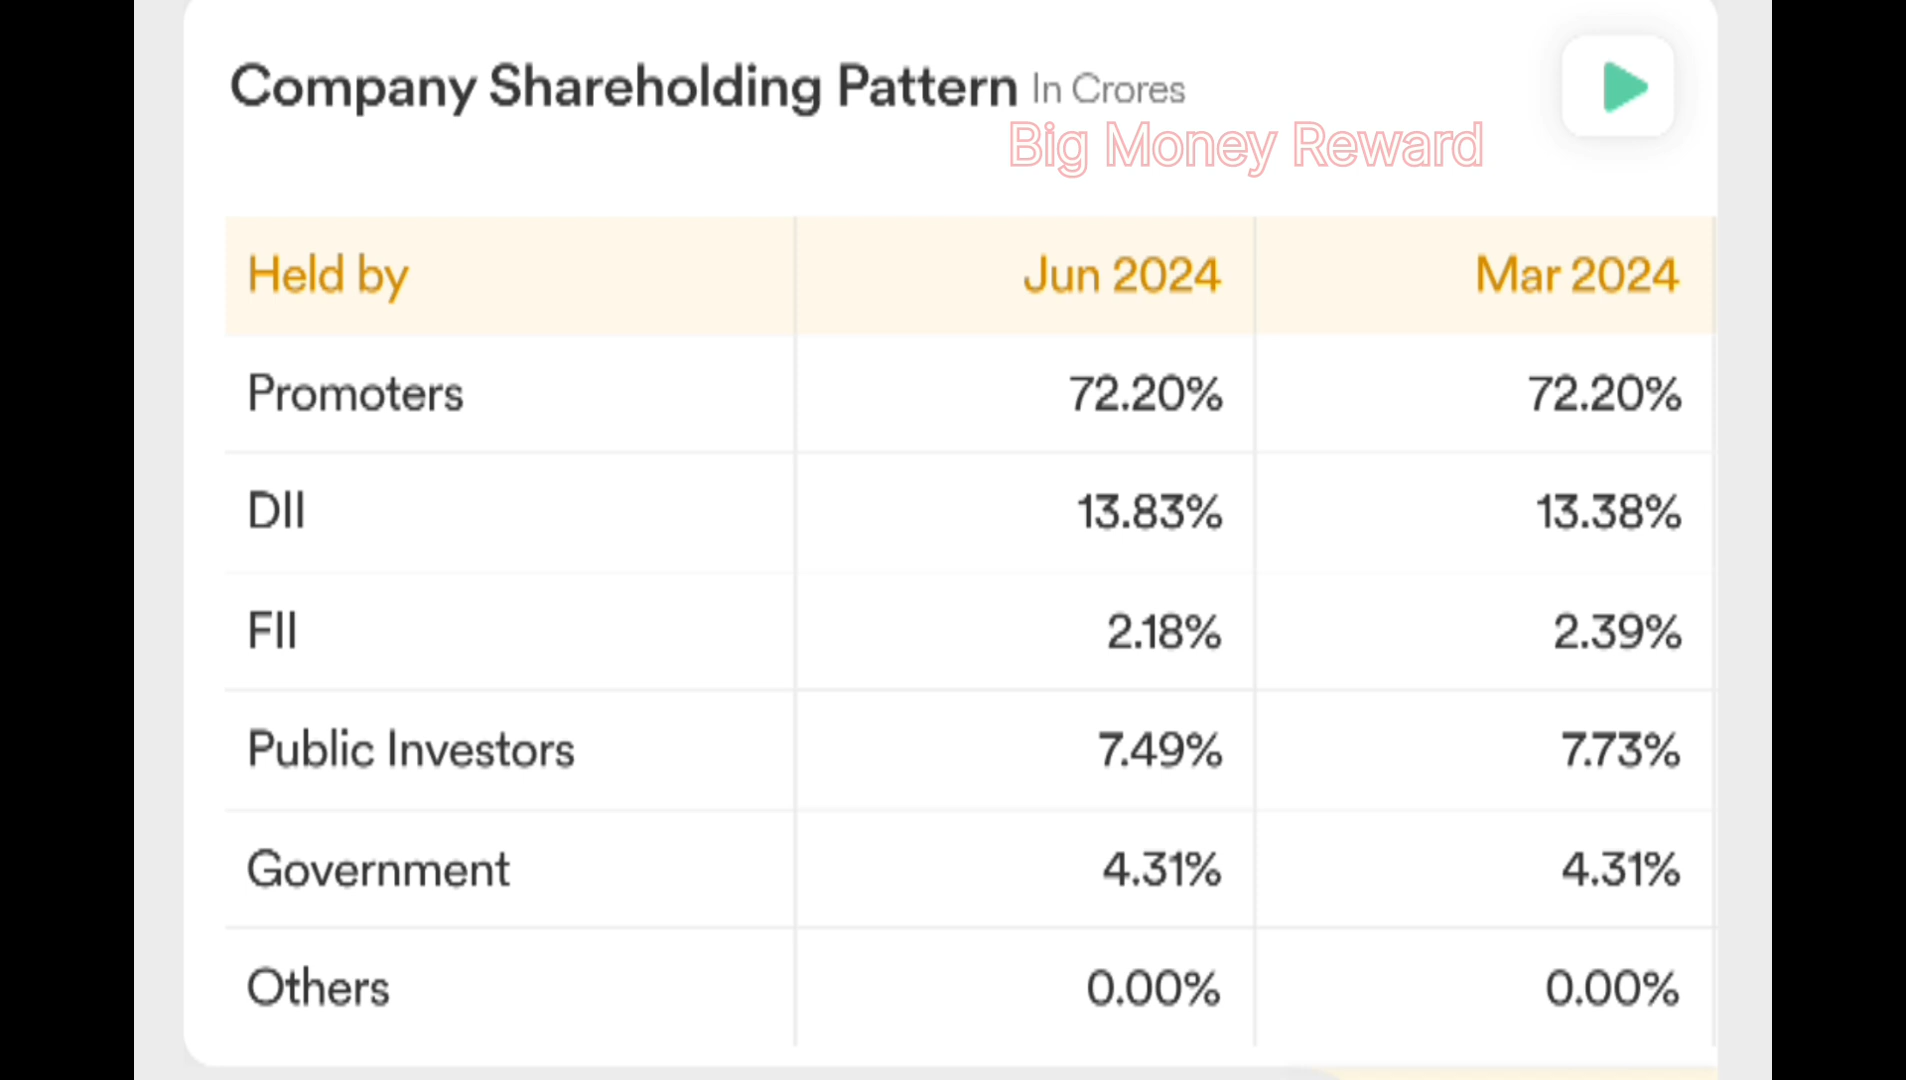 Company Shareholding Pattern In Crores
Big Money Reward
Held by Jun 2024 Mar 2024
Promoters 72.20% 72.20%
DII 13.83% 13.38%
FII 2.18% 2.39%
Public Investors 7.49% 7.73%
Government 4.31% 4.31%
Others 0.00% 0.00%